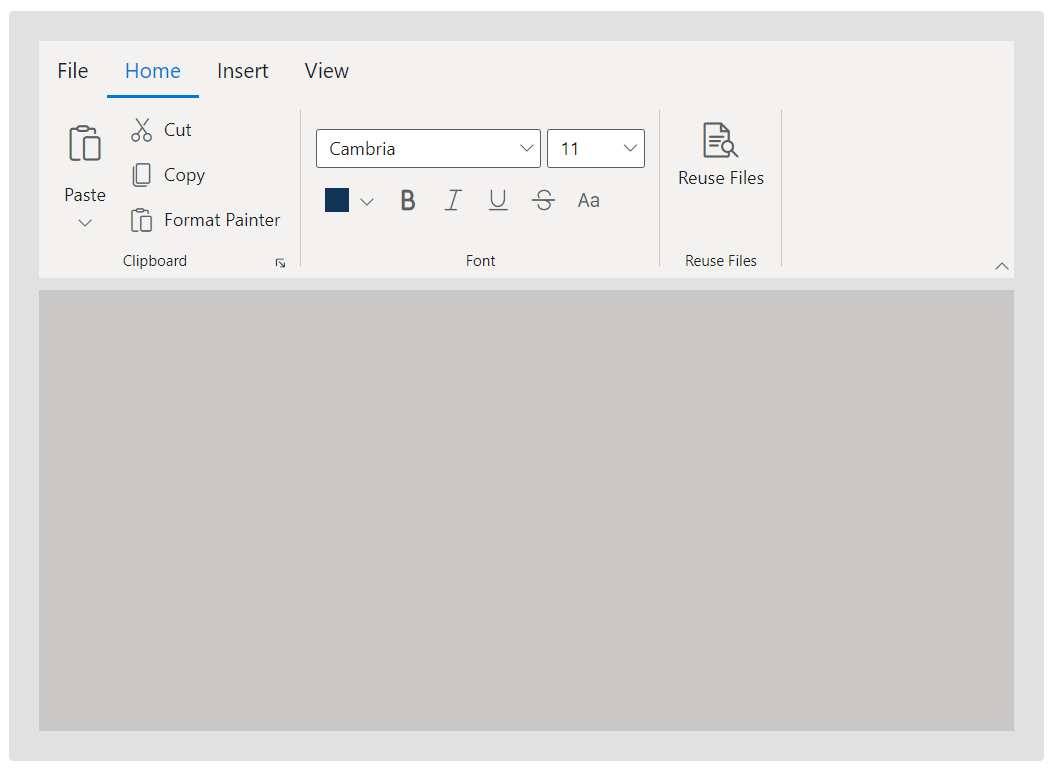 File Home Insert View
Cut
Copy
Paste
Format Painter
Clipboard
Cambria 11
B I U S Aa
Font
Reuse Files
Reuse Files